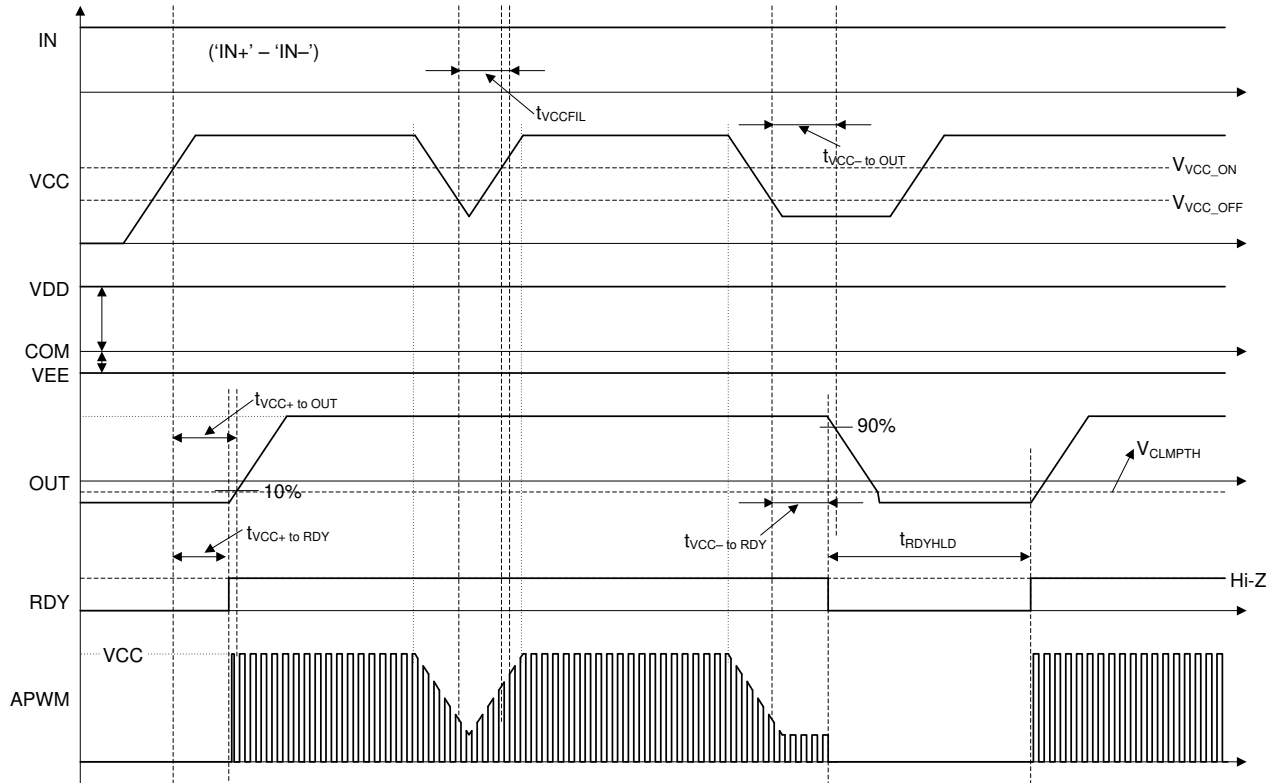 IN
(‘IN+’ – ‘IN–’)
tVCCFIL
tVCC– to OUT
VCC
VVCC_ON
VVCC_OFF
VDD
COM
VEE
tVCC+ to OUT
90%
VCLMPTH
OUT
10%
tVCC+ to RDY
tVCC– to RDY
tRDYHLD
Hi-Z
RDY
VCC
APWM